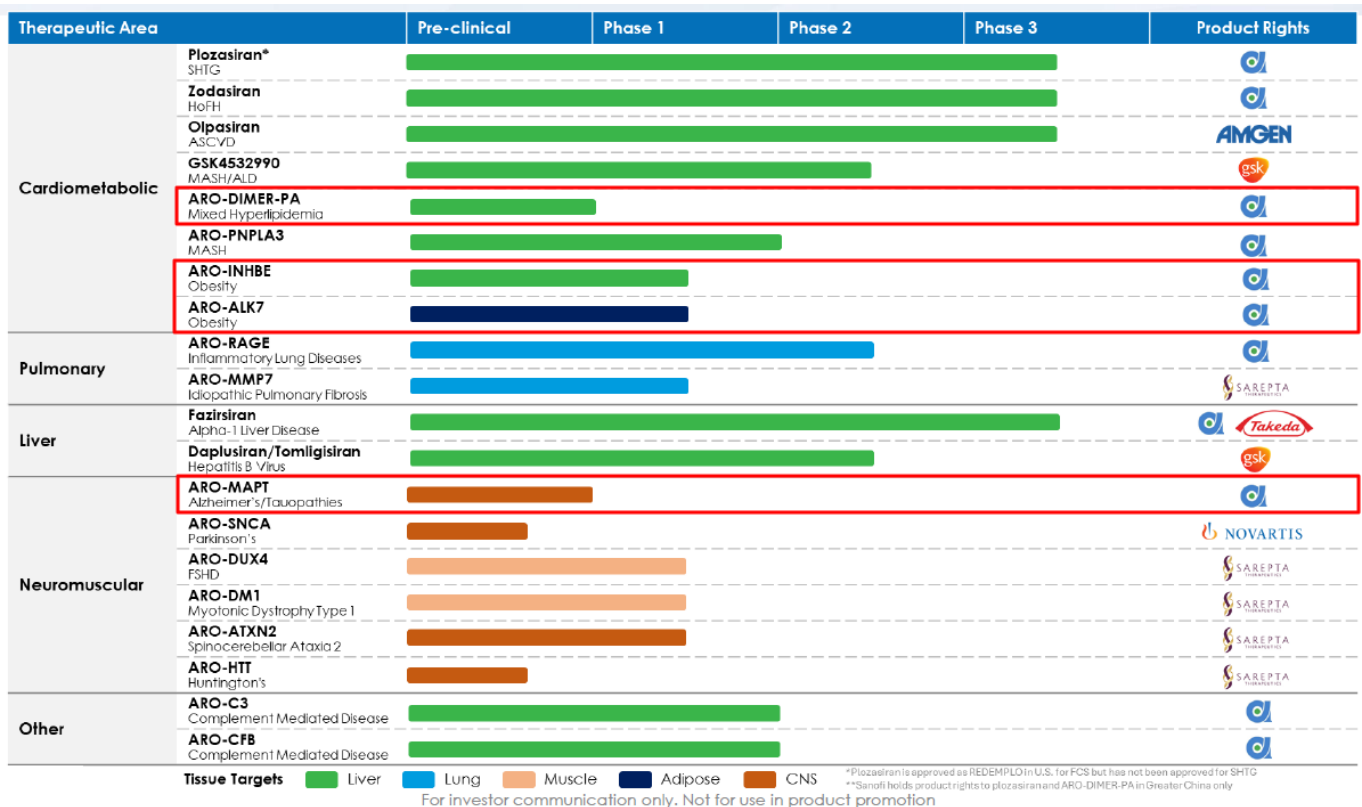 Therapeutic Area Pre-clinical Phase 1 Phase 2 Phase 3 Product Rights
Cardiometabolic
Plozasiran*
SHTG
Zodasiran
HoFH
Olpasiran
ASCVD
AMGEN
GSK4532990
MASH/ALD
gsk
ARO-DIMER-PA
Mixed Hyperlipidemia
ARO-PNPLA3
MASH
ARO-INHBE
Obesity
ARO-ALK7
Obesity
Pulmonary
ARO-RAGE
Inflammatory Lung Diseases
ARO-MMP7
Idiopathic Pulmonary Fibrosis
SAREPTA
THERAPEUTICS
Liver
Fazirsiran
Alpha-1 Liver Disease
Takeda
Daplusiran/Tomligisiran
Hepatitis B Virus
gsk
Neuromuscular
ARO-MAPT
Alzheimer's/Tauopathies
ARO-SNCA
Parkinson's
NOVARTIS
ARO-DUX4
FSHD
SAREPTA
THERAPEUTICS
ARO-DM1
Myotonic Dystrophy Type 1
SAREPTA
THERAPEUTICS
ARO-ATXN2
Spinocerebellar Ataxia 2
SAREPTA
THERAPEUTICS
ARO-HTT
Huntington's
SAREPTA
THERAPEUTICS
Other
ARO-C3
Complement Mediated Disease
ARO-CFB
Complement Mediated Disease
Tissue Targets Liver Lung Muscle Adipose CNS
*Plozasiran is approved as REDEMPLO in U.S. for FCS but has not been approved for SHTG
**Sanofi holds product rights to plozasiran and ARO-DIMER-PA in Greater China only
For investor communication only. Not for use in product promotion